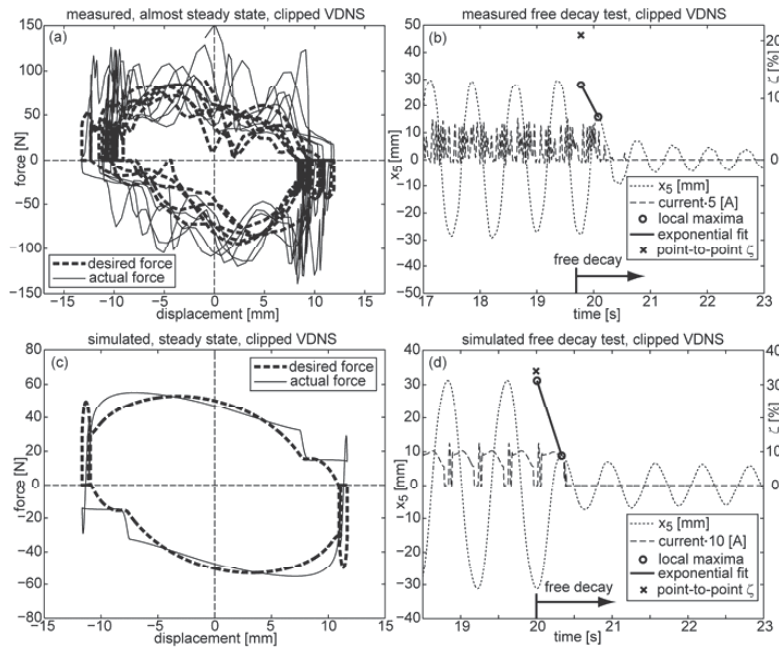 measured, almost steady state, clipped VDNS
(a)
force [N]
150
100
50
0
−50
−100
−150
desired force
actual force
−15
−10
−5
0
5
10
15
displacement [mm]
measured free decay test, clipped VDNS
(b)
x5 [mm]
50
40
30
20
10
0
−10
−20
−30
−40
−50
ζ [%]
20
10
0
x5 [mm]
current·5 [A]
local maxima
exponential fit
point-to-point ζ
free decay
17
18
19
20
21
22
23
time [s]
simulated, steady state, clipped VDNS
(c)
force [N]
80
60
40
20
0
−20
−40
−60
−80
desired force
actual force
−15
−10
−5
0
5
10
15
displacement [mm]
simulated free decay test, clipped VDNS
(d)
x5 [mm]
40
30
20
10
0
−10
−20
−30
−40
ζ [%]
30
20
10
0
x5 [mm]
current·10 [A]
local maxima
exponential fit
point-to-point ζ
free decay
19
20
21
22
23
time [s]